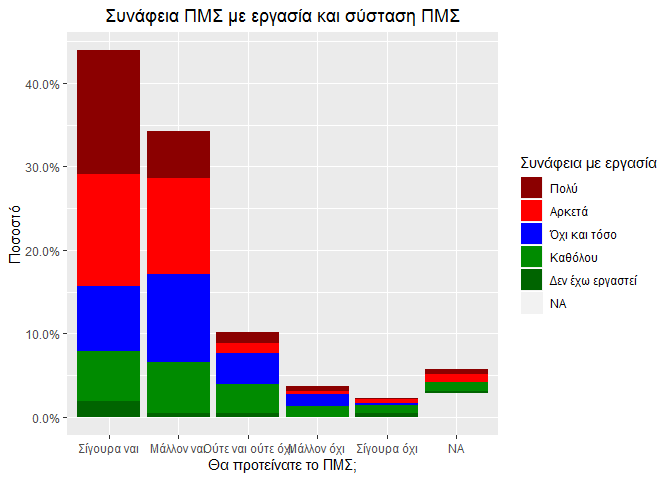 Συνάφεια ΠΜΣ με εργασία και σύσταση ΠΜΣ
Ποσοστό
40.0%
30.0%
20.0%
10.0%
0.0%
Σίγουρα ναι
Μάλλον ναι
Ούτε ναι ούτε όχι
Μάλλον όχι
Σίγουρα όχι
NA
Θα προτείνατε το ΠΜΣ;
Συνάφεια με εργασία
Πολύ
Αρκετά
Όχι και τόσο
Καθόλου
Δεν έχω εργαστεί
NA